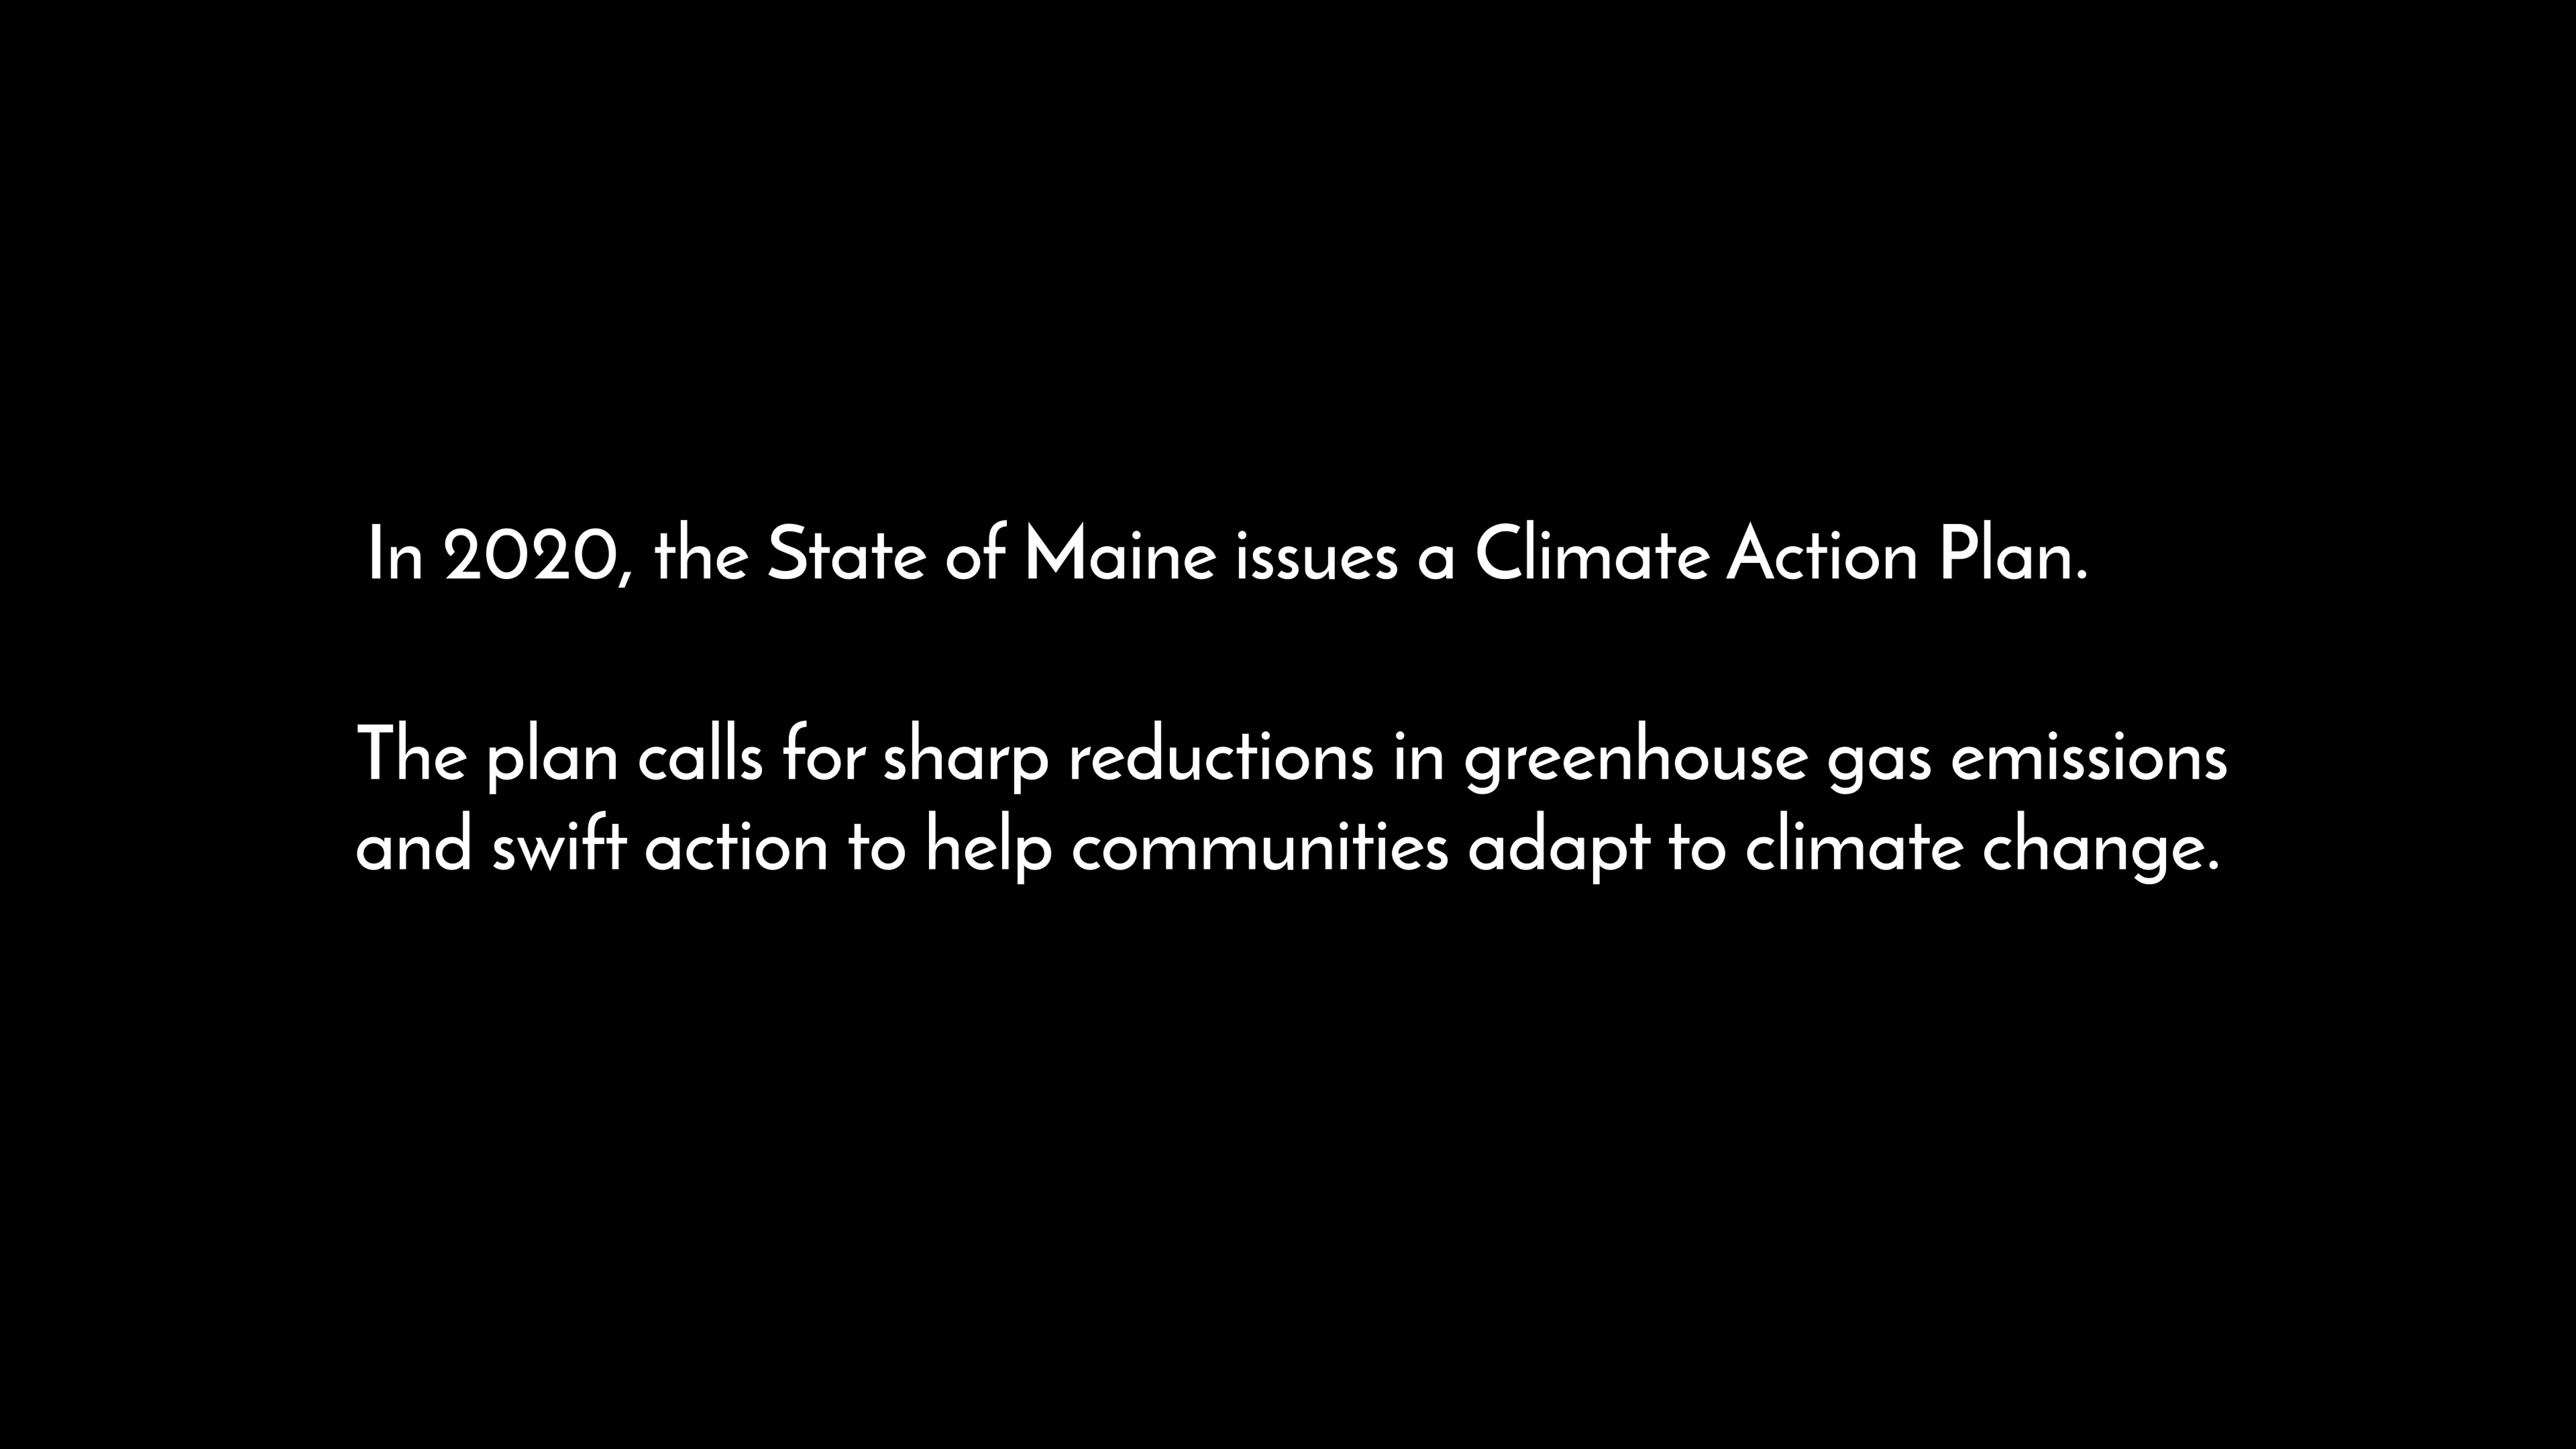 In 2020, the State of Maine issues a Climate Action Plan.
The plan calls for sharp reductions in greenhouse gas emissions
and swift action to help communities adapt to climate change.